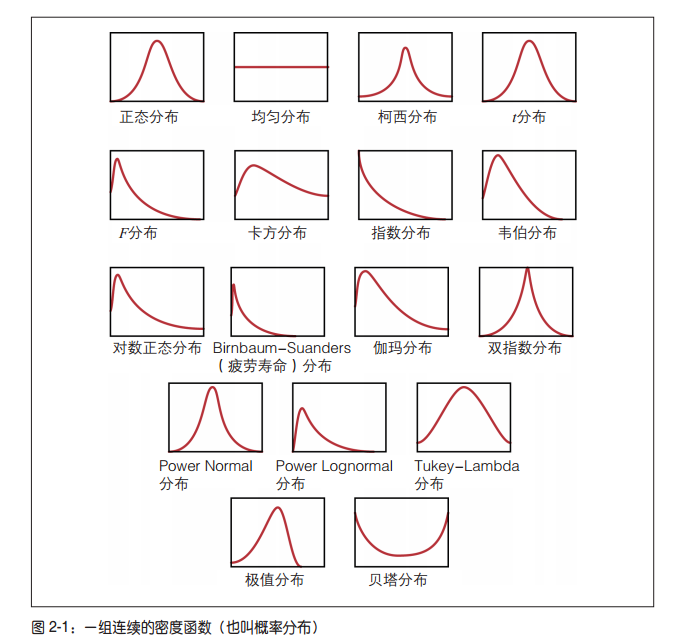 正态分布 均匀分布 柯西分布 t分布
F分布 卡方分布 指数分布 韦伯分布
对数正态分布 Birnbaum–Suanders 伽玛分布 双指数分布
（疲劳寿命）分布
Power Normal Power Lognormal Tukey–Lambda
分布 分布 分布
极值分布 贝塔分布
图 2-1：一组连续的密度函数（也叫概率分布）